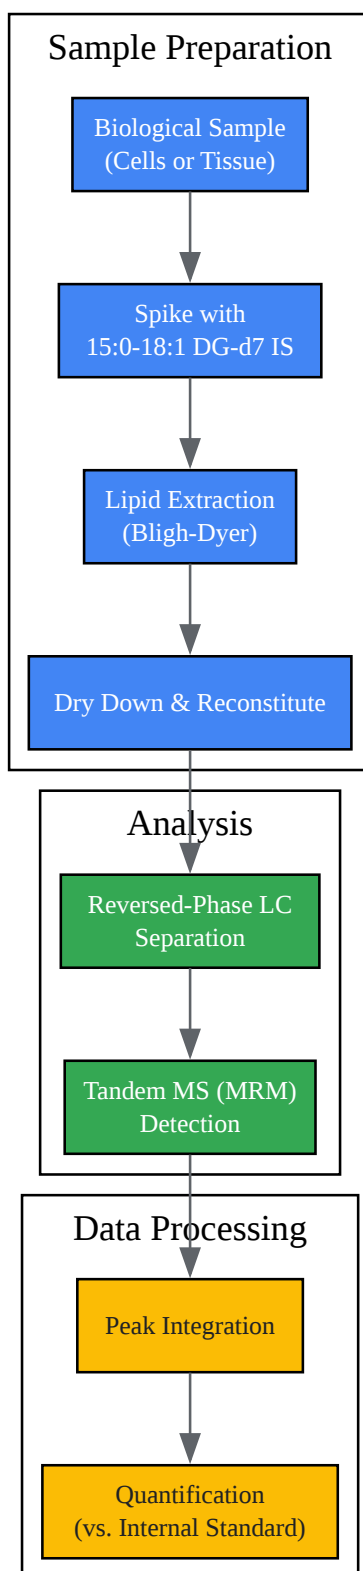 Sample Preparation
Biological Sample
(Cells or Tissue)
Spike with
15:0-18:1 DG-d7 IS
Lipid Extraction
(Bligh-Dyer)
Dry Down & Reconstitute
Analysis
Reversed-Phase LC
Separation
Tandem MS (MRM)
Detection
Data Processing
Peak Integration
Quantification
(vs. Internal Standard)